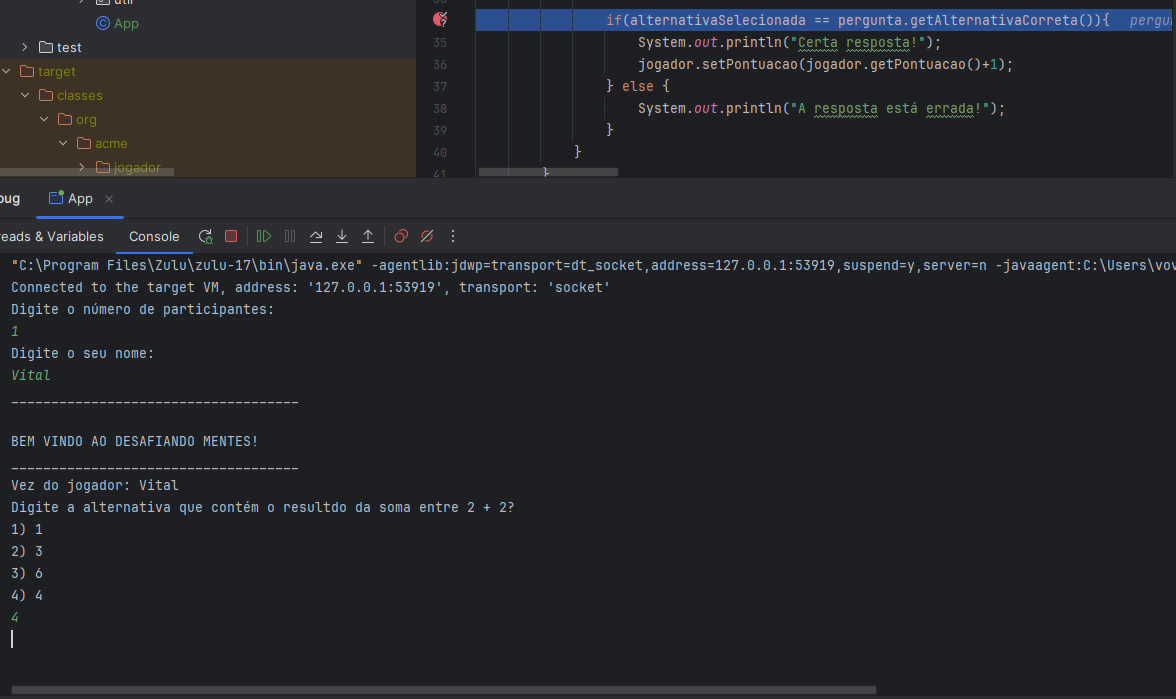 util
App
test
target
classes
org
acme
jogador
if(alternativaSelecionada == pergunta.getAlternativaCorreta()){
35 System.out.println("Certa resposta!");
36 jogador.setPontuacao(jogador.getPontuacao()+1);
37 } else {
38 System.out.println("A resposta está errada!");
39 }
40 }
41 }
App
Console
"C:\Program Files\Zulu\zulu-17\bin\java.exe" -agentlib:jdwp=transport=dt_socket,address=127.0.0.1:53919,suspend=y,server=n -javaagent:C:\Users\vov
Connected to the target VM, address: '127.0.0.1:53919', transport: 'socket'
Digite o número de participantes:
1
Digite o seu nome:
Vital
____________________________________
BEM VINDO AO DESAFIANDO MENTES!
____________________________________
Vez do jogador: Vital
Digite a alternativa que contém o resultdo da soma entre 2 + 2?
1) 1
2) 3
3) 6
4) 4
4